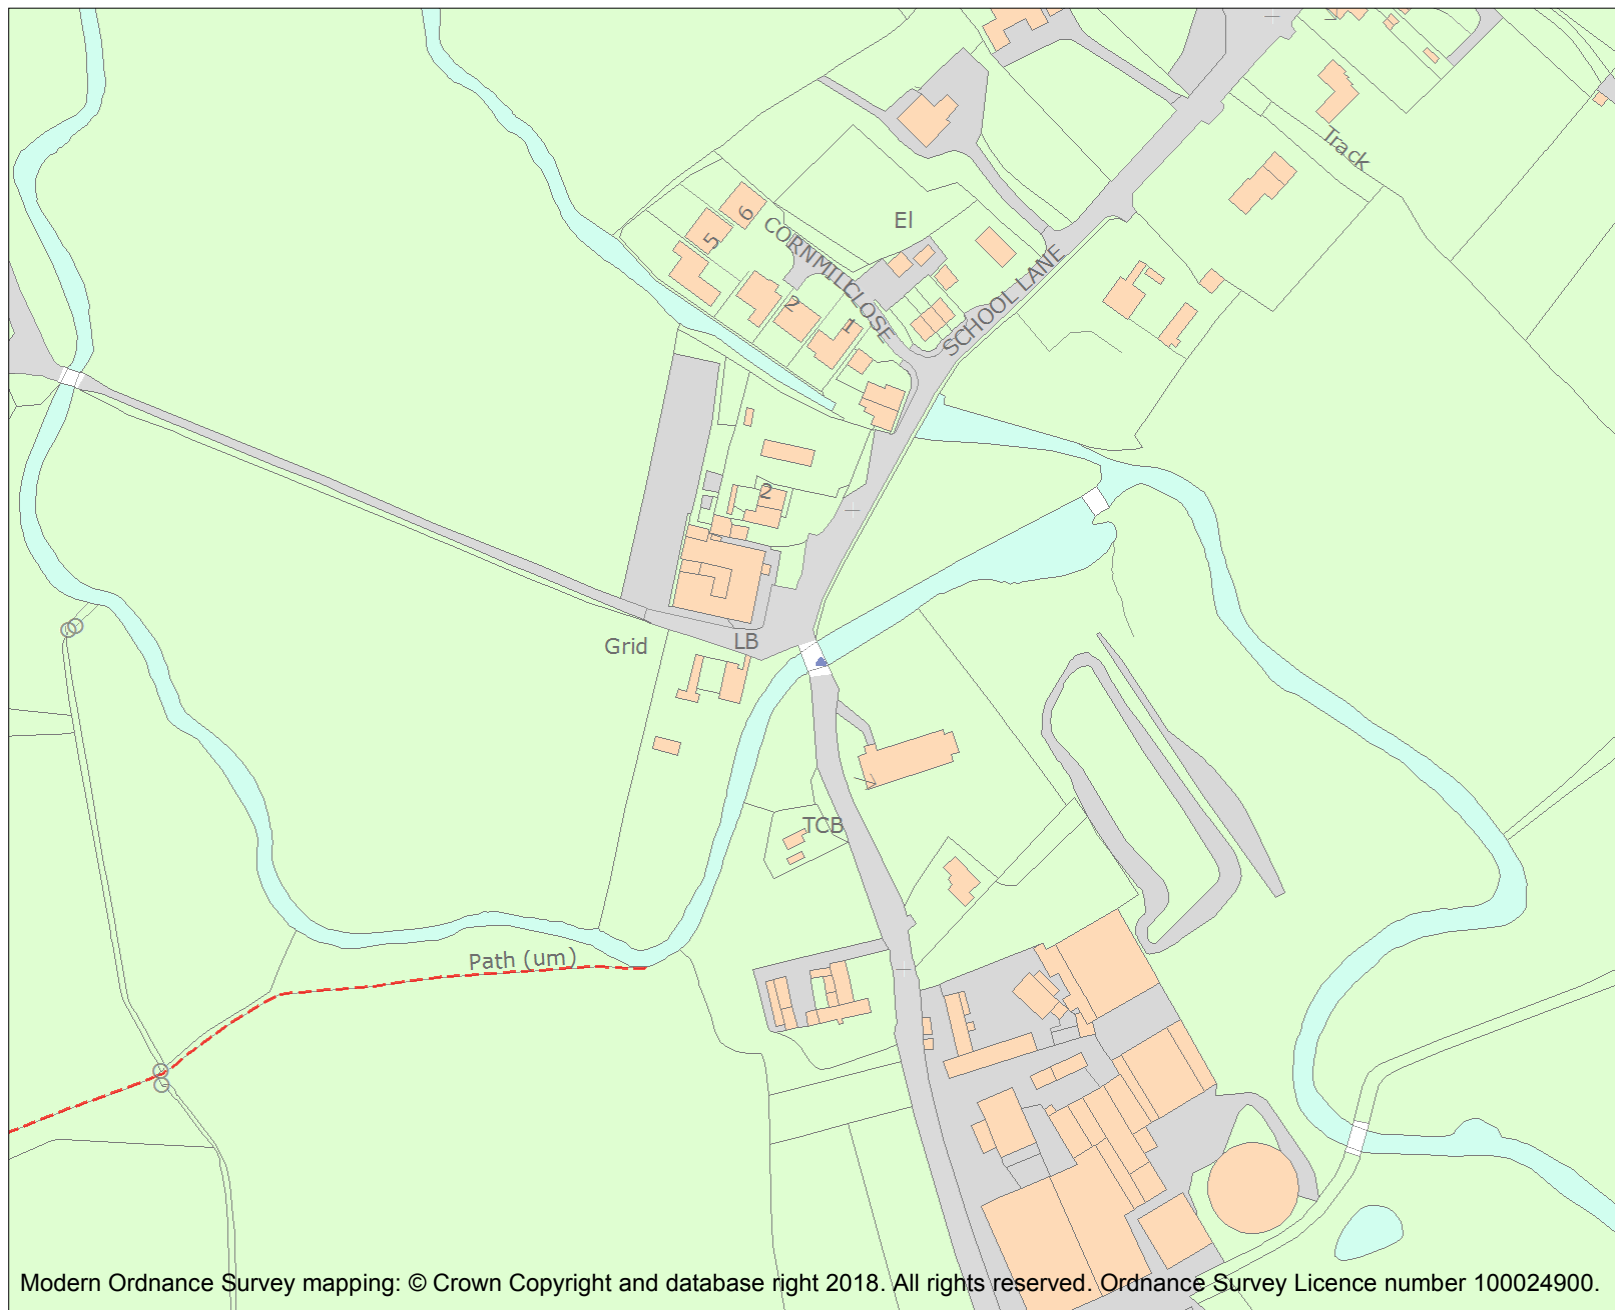 Track
El
6
CORNMILL CLOSE
5
SCHOOL LANE
2
1
2
Grid
LB
TCB
Path (um)
Modern Ordnance Survey mapping: © Crown Copyright and database right 2018. All rights reserved. Ordnance Survey Licence number 100024900.